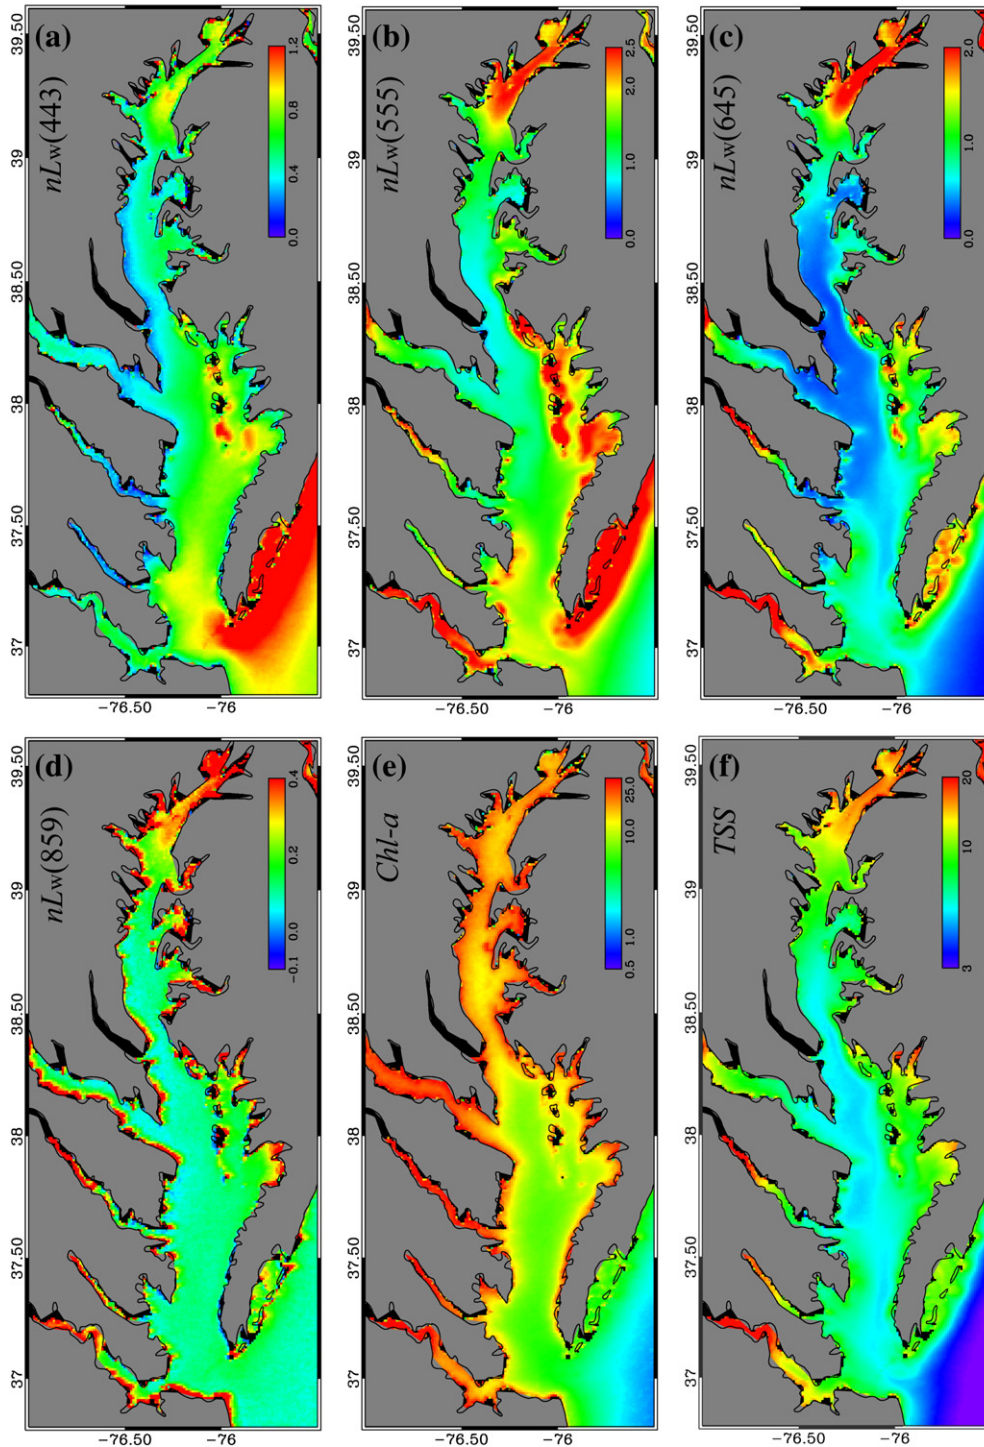 (a)
nLw(443)
0.0 0.4 0.8 1.2
37 37.50 38 38.50 39 39.50
−76.50 −76
(b)
nLw(555)
0.0 1.0 2.0 2.5
37 37.50 38 38.50 39 39.50
−76.50 −76
(c)
nLw(645)
0.0 1.0 2.0
37 37.50 38 38.50 39 39.50
−76.50 −76
(d)
nLw(859)
−0.1 0.0 0.2 0.4
37 37.50 38 38.50 39 39.50
−76.50 −76
(e)
Chl-a
0.5 1.0 10.0 25.0
37 37.50 38 38.50 39 39.50
−76.50 −76
(f)
TSS
3 10 20
37 37.50 38 38.50 39 39.50
−76.50 −76